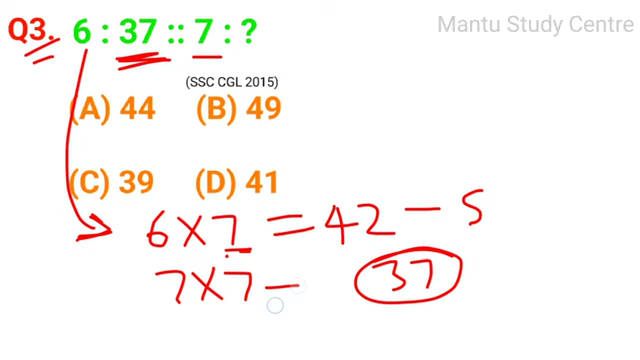 Mantu Study Centre
Q3. 6 : 37 :: 7 : ?
(SSC CGL 2015)
(A) 44 (B) 49
(C) 39 (D) 41
6 × 7 = 42 – 5
7 × 7 – 37